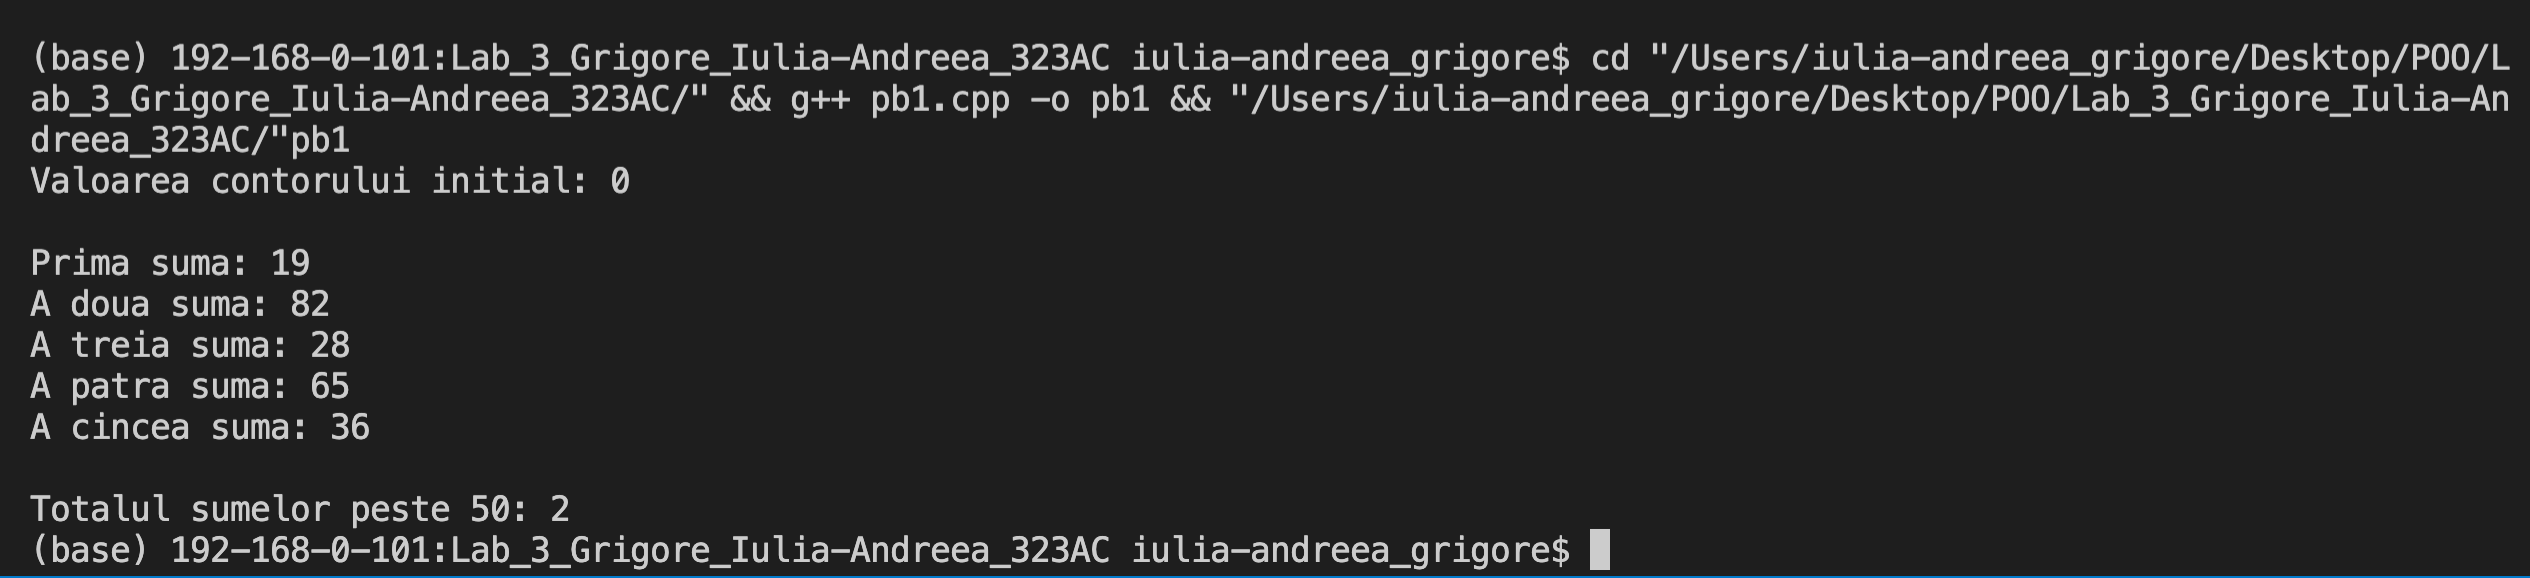 (base) 192-168-0-101:Lab_3_Grigore_Iulia-Andreea_323AC iulia-andreea_grigore$ cd "/Users/iulia-andreea_grigore/Desktop/POO/L
ab_3_Grigore_Iulia-Andreea_323AC/" && g++ pb1.cpp -o pb1 && "/Users/iulia-andreea_grigore/Desktop/POO/Lab_3_Grigore_Iulia-An
dreea_323AC/"pb1
Valoarea contorului initial: 0
Prima suma: 19
A doua suma: 82
A treia suma: 28
A patra suma: 65
A cincea suma: 36
Totalul sumelor peste 50: 2
(base) 192-168-0-101:Lab_3_Grigore_Iulia-Andreea_323AC iulia-andreea_grigore$